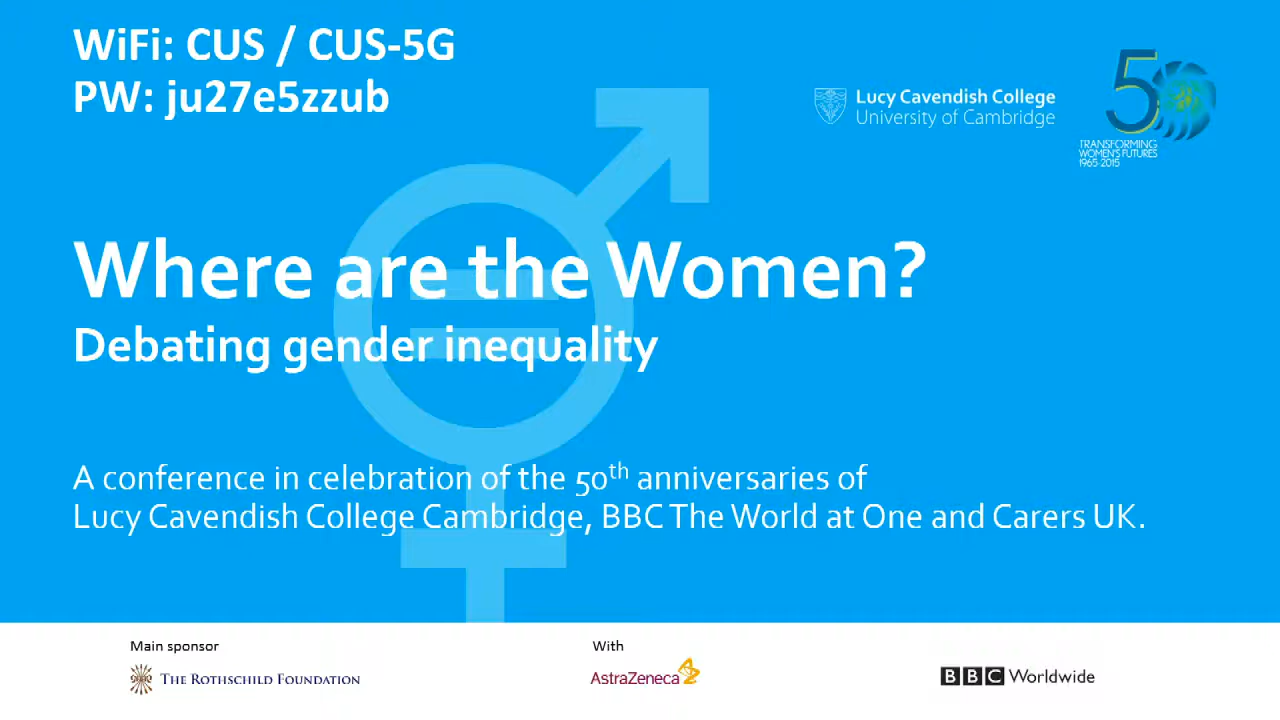 WiFi: CUS / CUS-5G
PW: ju27e5zzub
Lucy Cavendish College
University of Cambridge
50
TRANSFORMING
WOMEN'S FUTURES
1965-2015
Where are the Women?
Debating gender inequality
A conference in celebration of the 50th anniversaries of
Lucy Cavendish College Cambridge, BBC The World at One and Carers UK.
Main sponsor
THE ROTHSCHILD FOUNDATION
With
AstraZeneca
BBC Worldwide